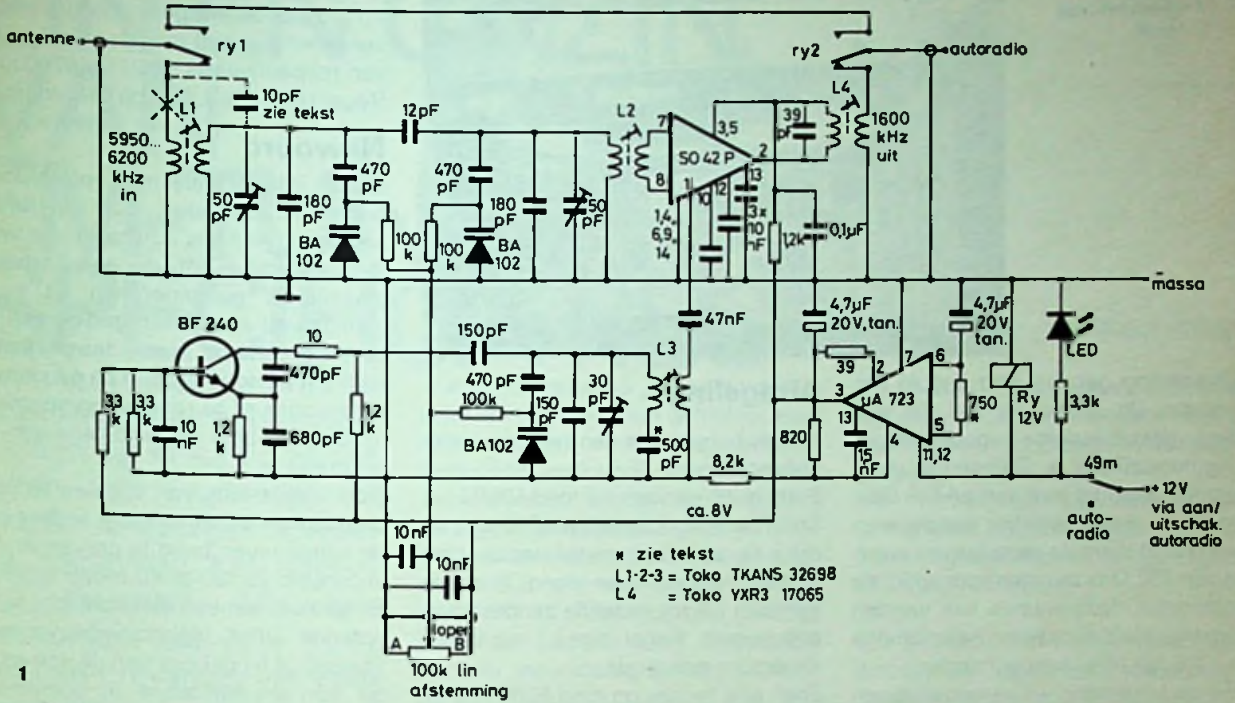 antenne
ry1
ry2
autoradio
10pF
zie tekst
L1
5950...
6200
kHz
in
50
pF
180
pF
470
pF
BA
102
12pF
100
k
100
k
470
pF
BA
102
180
pF
50
pF
L2
7
8
3,5
SO 42 P
2
1
10
12
13
1,4,
6,9,
14
3x
10
nF
39
pF
L4
1600
kHz
uit
1,2k
0,1µF
massa
BF 240
10
470pF
680pF
33
k
33
k
10
nF
1,2
k
1,2
k
150pF
470 pF
100k
BA102
150
pF
30
pF
L3
*
500
pF
47nF
4,7µF
20V, tan.
39
2
3
7
6
µA 723
13
4
5
11,12
820
15
nF
8,2k
ca. 8V
4,7µF
20V
tan.
750
*
Ry
12V
LED
3,3k
49m
+12V
via aan/
uitschak.
autoradio
auto-
radio
10nF
10nF
loper
A
B
100k lin
afstemming
* zie tekst
L1-2-3 = Toko TKANS 32698
L4 = Toko YXR3 17065
1